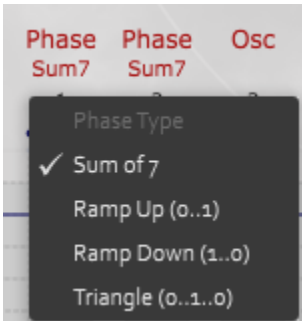 Phase Phase Osc
Sum7 Sum7
Phase Type
✓ Sum of 7
Ramp Up (0..1)
Ramp Down (1..0)
Triangle (0..1..0)